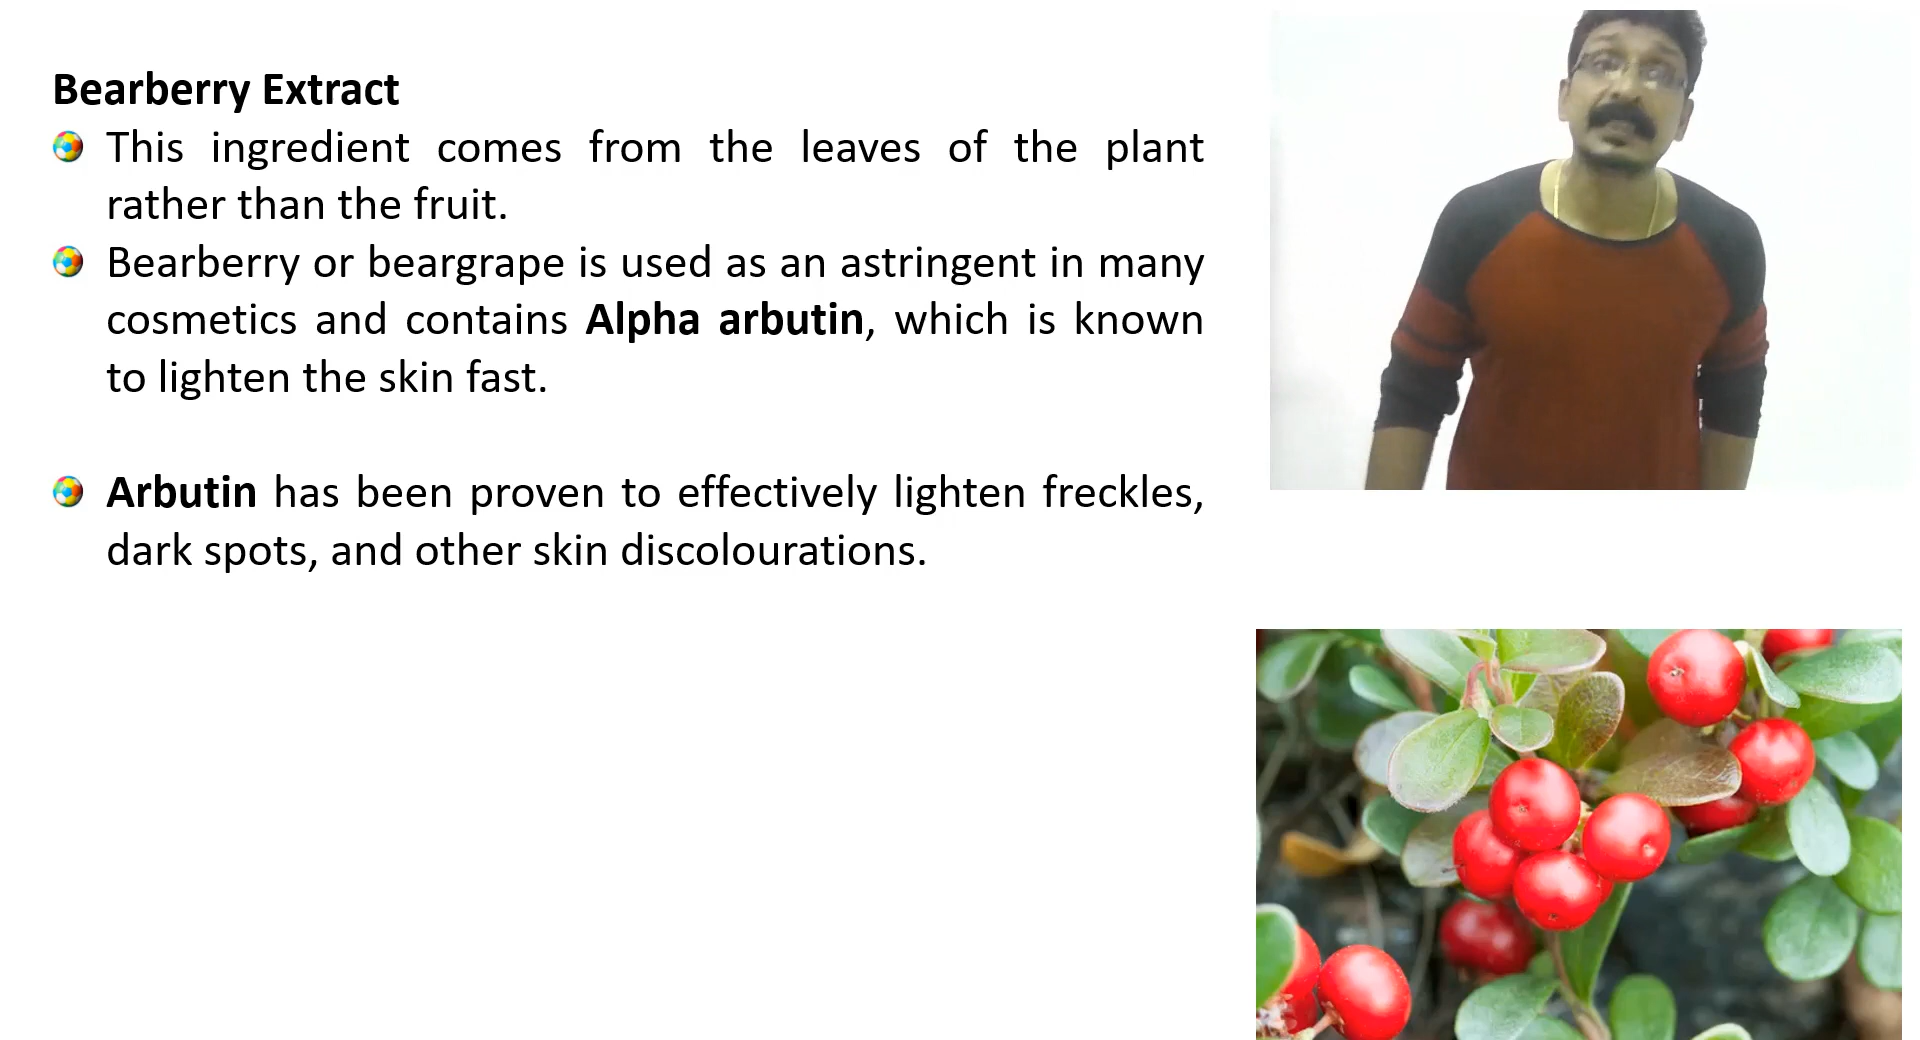 Bearberry Extract
This ingredient comes from the leaves of the plant
rather than the fruit.
Bearberry or beargrape is used as an astringent in many
cosmetics and contains Alpha arbutin, which is known
to lighten the skin fast.
Arbutin has been proven to effectively lighten freckles,
dark spots, and other skin discolourations.